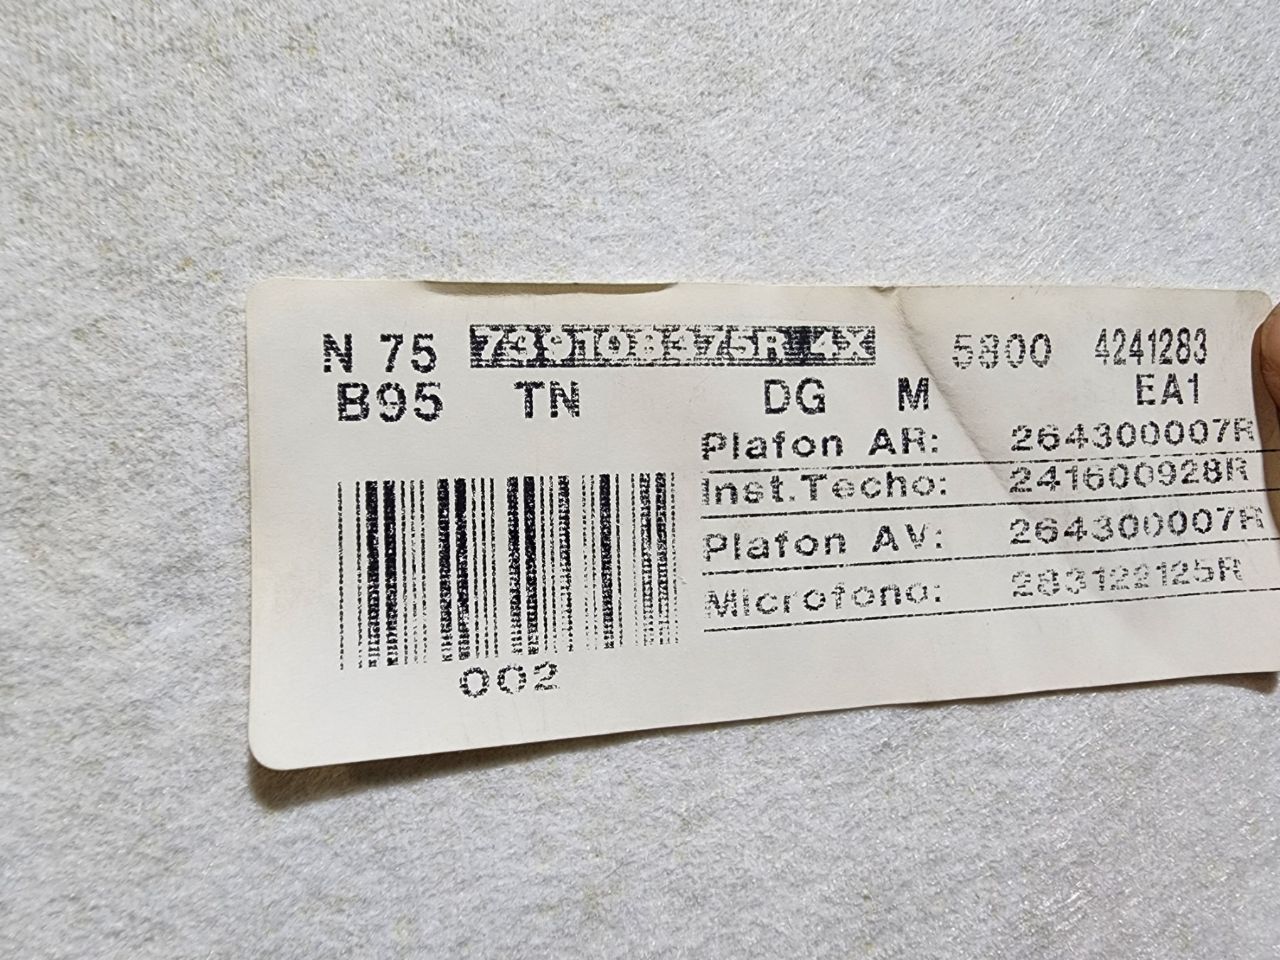 N 75 739108475R 4X 5800 4241283
B95 TN DG M EA1
Plafon AR: 264300007R
Inst.Techo: 241600928R
Plafon AV: 264300007R
Microfono: 283122125R
002